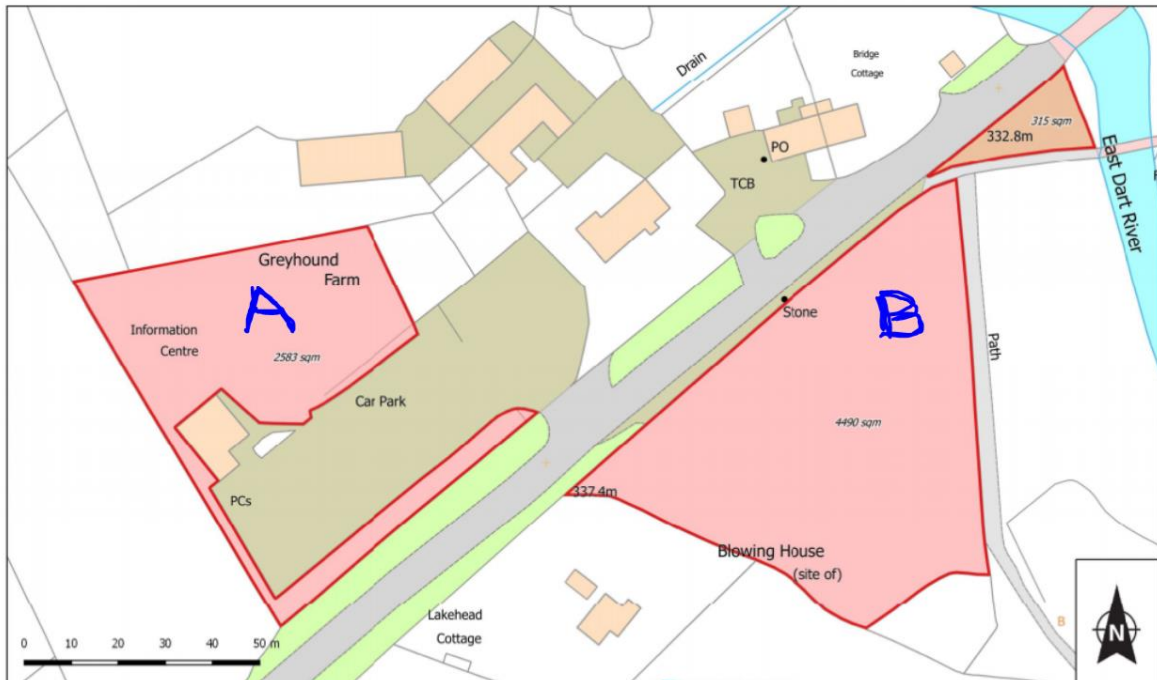 Bridge
Cottage
Drain
315 sqm
332.8m
PO
TCB
East Dart River
Greyhound
Farm
A
B
Stone
Information
Centre
2583 sqm
Path
Car Park
4490 sqm
PCs
337.4m
Blowing House
(site of)
Lakehead
Cottage
B
N
0 10 20 30 40 50 m